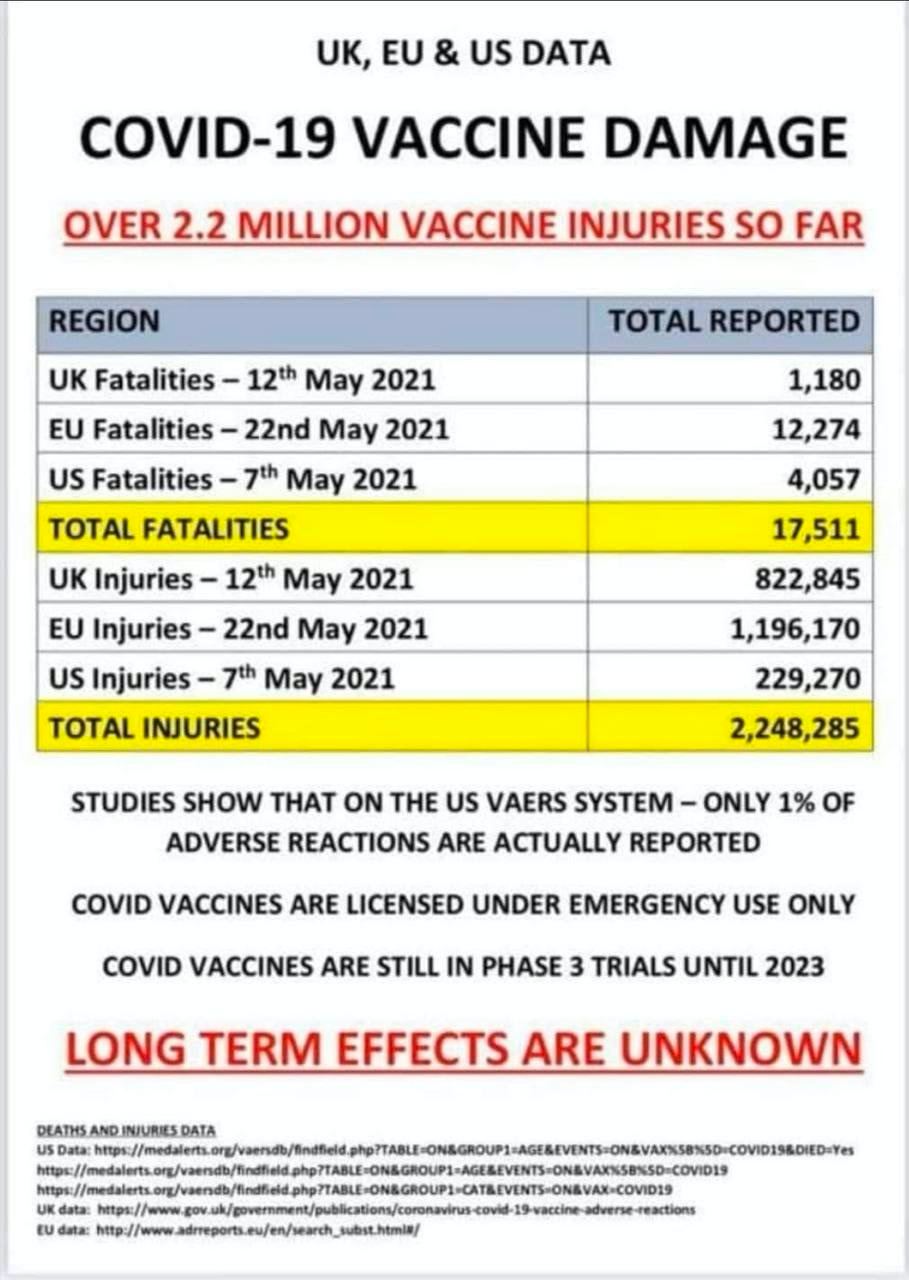 UK, EU & US DATA
COVID-19 VACCINE DAMAGE
OVER 2.2 MILLION VACCINE INJURIES SO FAR
REGION TOTAL REPORTED
UK Fatalities – 12th May 2021 1,180
EU Fatalities – 22nd May 2021 12,274
US Fatalities – 7th May 2021 4,057
TOTAL FATALITIES 17,511
UK Injuries – 12th May 2021 822,845
EU Injuries – 22nd May 2021 1,196,170
US Injuries – 7th May 2021 229,270
TOTAL INJURIES 2,248,285
STUDIES SHOW THAT ON THE US VAERS SYSTEM – ONLY 1% OF
ADVERSE REACTIONS ARE ACTUALLY REPORTED
COVID VACCINES ARE LICENSED UNDER EMERGENCY USE ONLY
COVID VACCINES ARE STILL IN PHASE 3 TRIALS UNTIL 2023
LONG TERM EFFECTS ARE UNKNOWN
DEATHS AND INJURIES DATA
US Data: https://medalerts.org/vaersdb/findfield.php?TABLE=ON&GROUP1=AGE&EVENTS=ON&VAX%5B%5D=COVID19&DIED=Yes
https://medalerts.org/vaersdb/findfield.php?TABLE=ON&GROUP1=AGE&EVENTS=ON&VAX%5B%5D=COVID19
https://medalerts.org/vaersdb/findfield.php?TABLE=ON&GROUP1=CAT&EVENTS=ON&VAX=COVID19
UK data: https://www.gov.uk/government/publications/coronavirus-covid-19-vaccine-adverse-reactions
EU data: http://www.adrreports.eu/en/search_subst.html#/